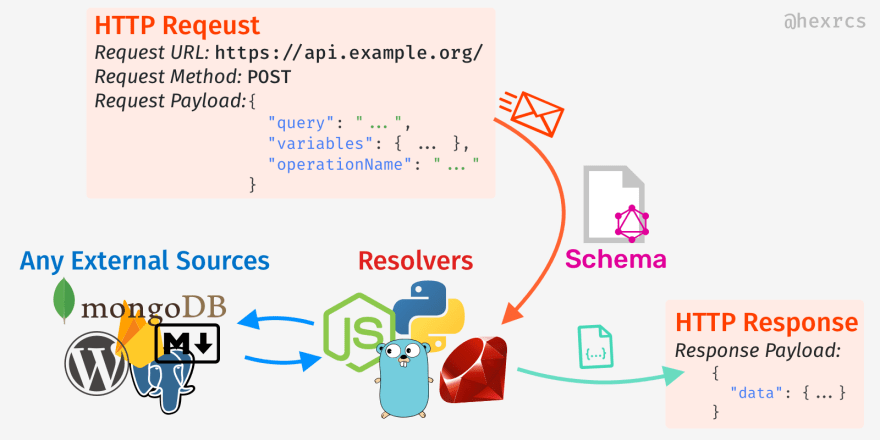 @hexrcs
HTTP Reqeust
Request URL: https://api.example.org/
Request Method: POST
Request Payload:{
"query": "...",
"variables": { ... },
"operationName": "..."
}
Schema
Any External Sources
Resolvers
mongoDB
JS
W
M
{...}
HTTP Response
Response Payload:
{
"data": { ... }
}